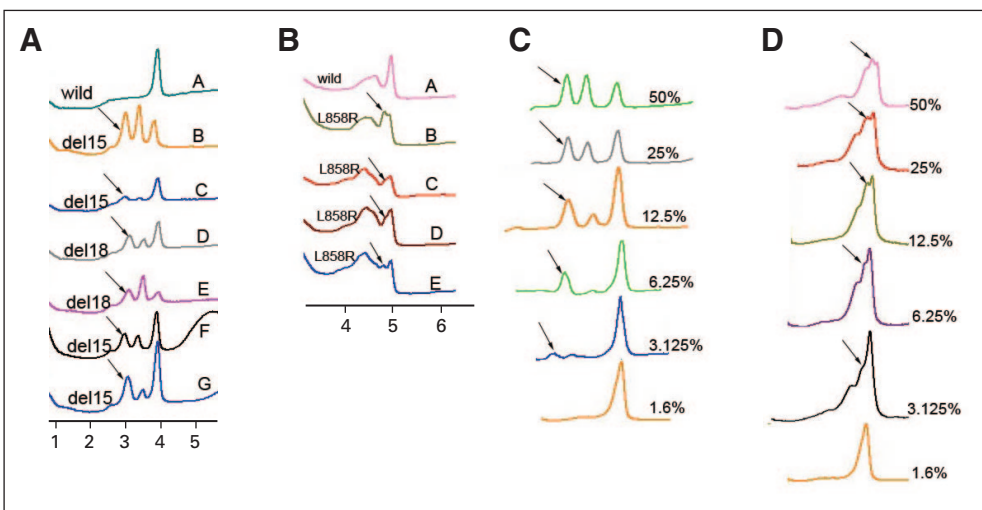 A
wild A
del15 B
del15 C
del18 D
del18 E
del15 F
del15 G
1 2 3 4 5
B
wild A
L858R B
L858R C
L858R D
L858R E
4 5 6
C
50%
25%
12.5%
6.25%
3.125%
1.6%
D
50%
25%
12.5%
6.25%
3.125%
1.6%